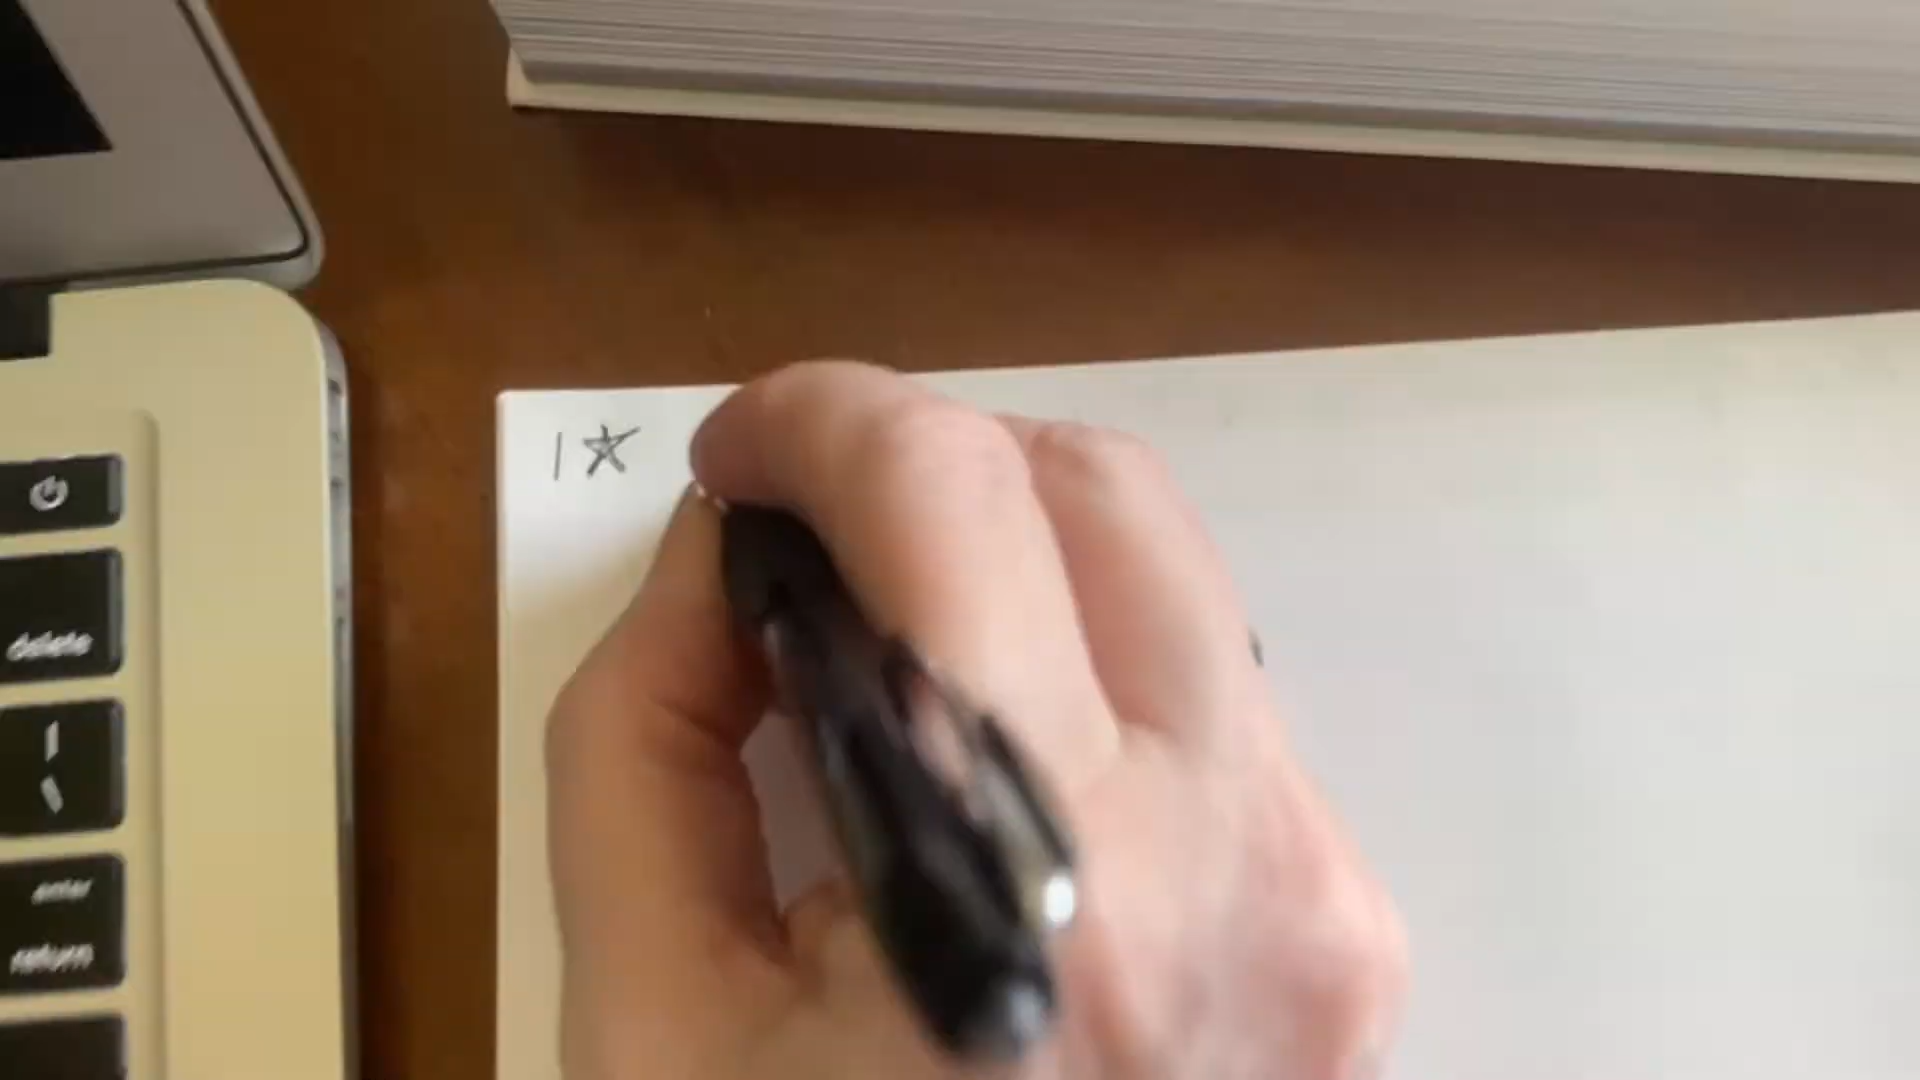 1☆
delete
|
\
enter
return